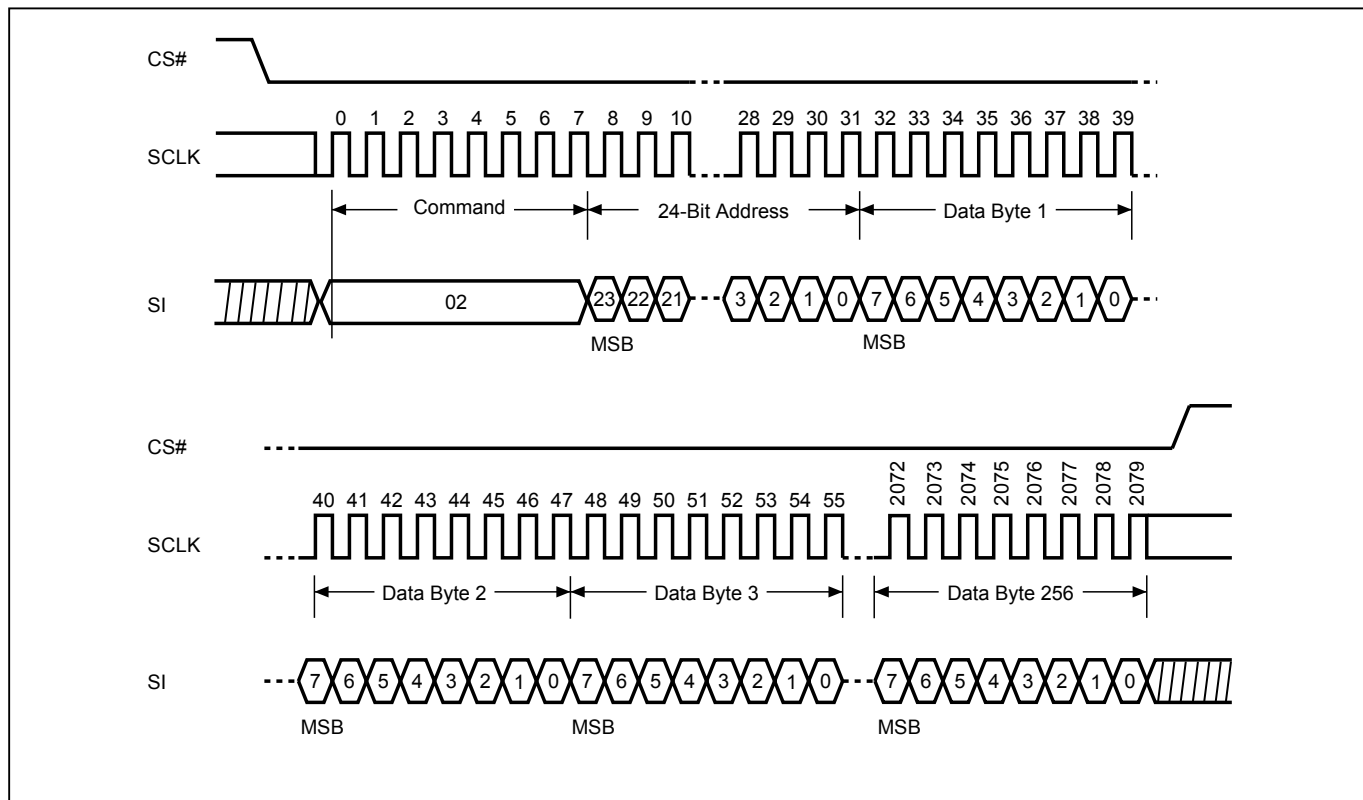 CS#
0 1 2 3 4 5 6 7 8 9 10 28 29 30 31 32 33 34 35 36 37 38 39
SCLK
Command 24-Bit Address Data Byte 1
SI 02 23 22 21 3 2 1 0 7 6 5 4 3 2 1 0
MSB MSB
CS#
40 41 42 43 44 45 46 47 48 49 50 51 52 53 54 55 2072 2073 2074 2075 2076 2077 2078 2079
SCLK
Data Byte 2 Data Byte 3 Data Byte 256
SI 7 6 5 4 3 2 1 0 7 6 5 4 3 2 1 0 7 6 5 4 3 2 1 0
MSB MSB MSB